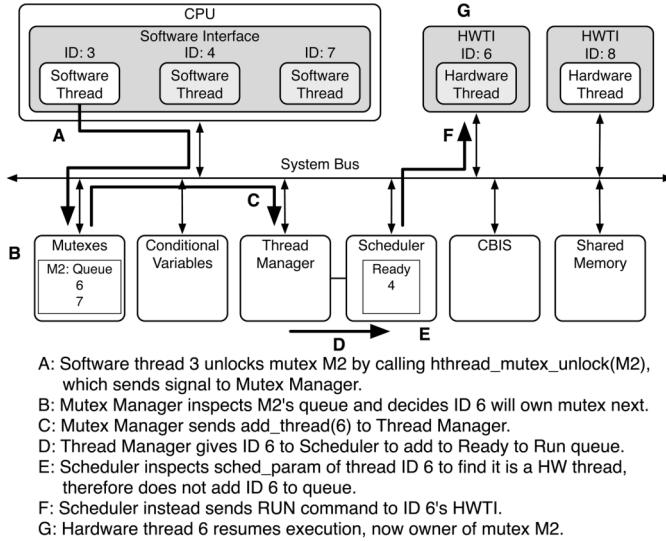 CPU
Software Interface
ID: 3 ID: 4 ID: 7
Software Thread
Software Thread
Software Thread
G
HWTI
ID: 6
Hardware Thread
HWTI
ID: 8
Hardware Thread
A
F
System Bus
C
B
Mutexes
M2: Queue
6
7
Conditional
Variables
Thread
Manager
Scheduler
Ready
4
CBIS
Shared
Memory
D
E
A: Software thread 3 unlocks mutex M2 by calling hthread_mutex_unlock(M2),
which sends signal to Mutex Manager.
B: Mutex Manager inspects M2's queue and decides ID 6 will own mutex next.
C: Mutex Manager sends add_thread(6) to Thread Manager.
D: Thread Manager gives ID 6 to Scheduler to add to Ready to Run queue.
E: Scheduler inspects sched_param of thread ID 6 to find it is a HW thread,
therefore does not add ID 6 to queue.
F: Scheduler instead sends RUN command to ID 6's HWTI.
G: Hardware thread 6 resumes execution, now owner of mutex M2.